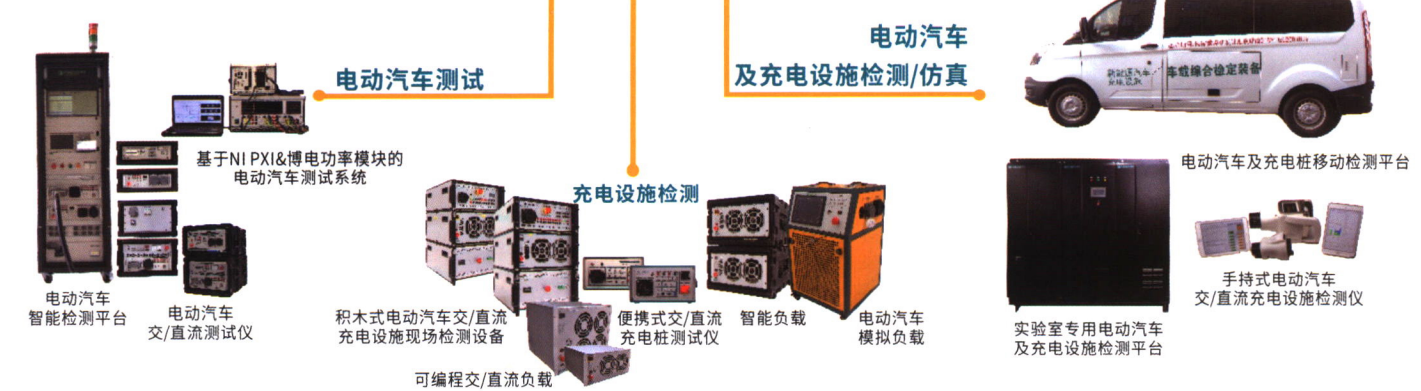 电动汽车测试
基于NI PXI&博电功率模块的
电动汽车测试系统
电动汽车
智能检测平台
电动汽车
交/直流测试仪
充电设施检测
积木式电动汽车交/直流
充电设施现场检测设备
可编程交/直流负载
便携式交/直流
充电桩测试仪
智能负载
电动汽车
模拟负载
电动汽车
及充电设施检测/仿真
车载综合检定装备
电动汽车及充电桩移动检测平台
实验室专用电动汽车
及充电设施检测平台
手持式电动汽车
交/直流充电设施检测仪